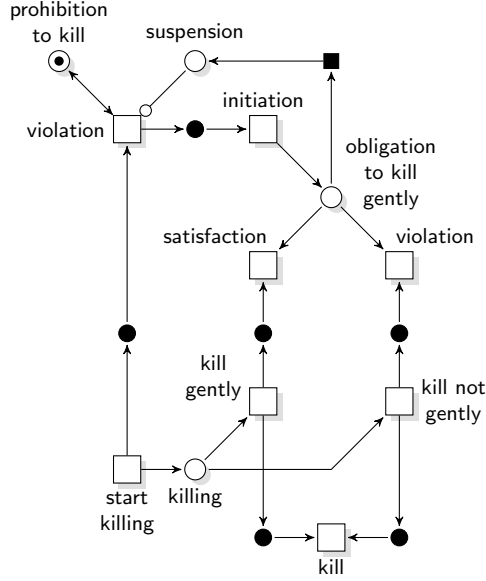 prohibition
to kill
suspension
violation
initiation
obligation
to kill
gently
satisfaction
violation
kill
gently
kill not
gently
start
killing
killing
kill